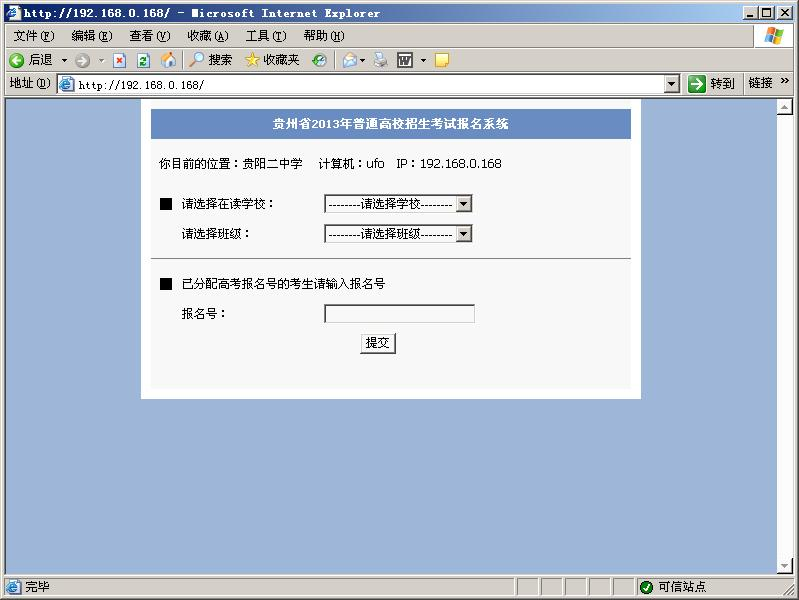 http://192.168.0.168/ - Microsoft Internet Explorer
文件(F) 编辑(E) 查看(V) 收藏(A) 工具(T) 帮助(H)
后退 搜索 收藏夹
地址(D) http://192.168.0.168/ 转到 链接 »
贵州省2013年普通高校招生考试报名系统
你目前的位置：贵阳二中学 计算机：ufo IP：192.168.0.168
请选择在读学校： --------请选择学校--------
请选择班级： --------请选择班级--------
已分配高考报名号的考生请输入报名号
报名号：
提交
完毕 可信站点